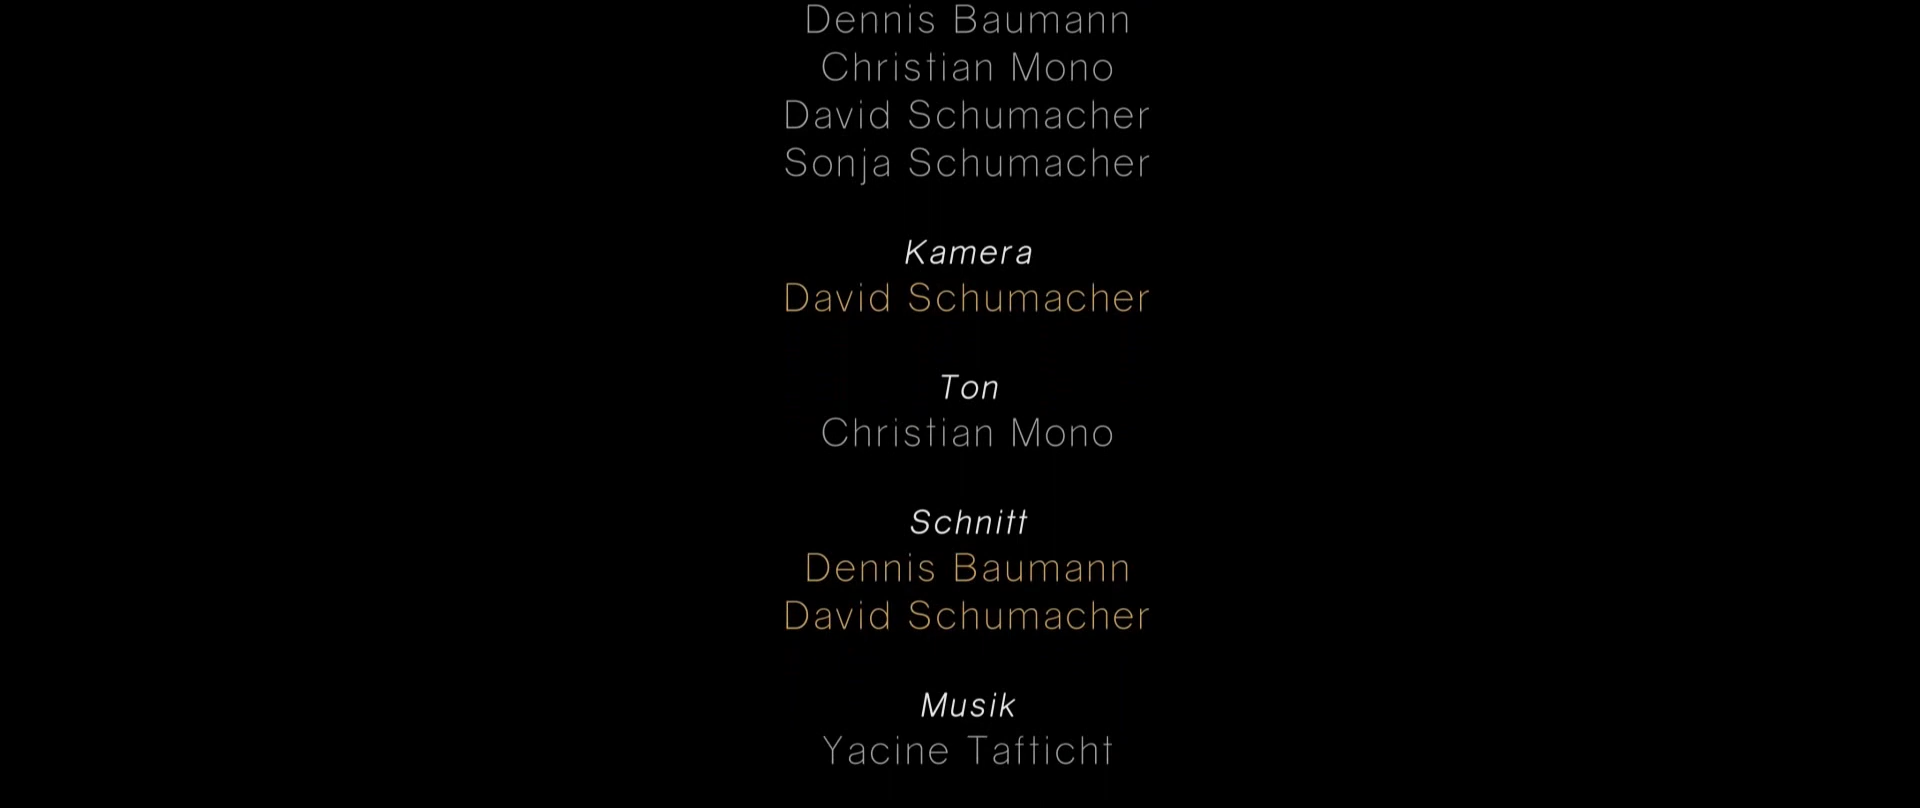 Dennis Baumann
Christian Mono
David Schumacher
Sonja Schumacher
Kamera
David Schumacher
Ton
Christian Mono
Schnitt
Dennis Baumann
David Schumacher
Musik
Yacine Tafticht